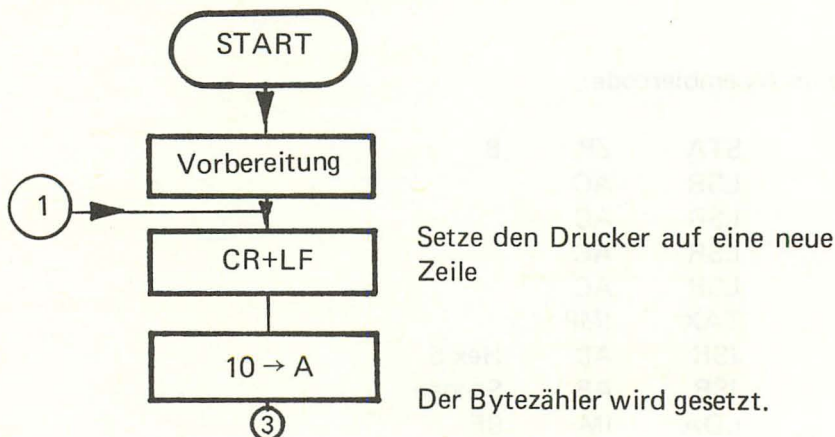 START
Vorbereitung
1
CR+LF
Setze den Drucker auf eine neue
Zeile
10 → A
Der Bytezähler wird gesetzt.
3